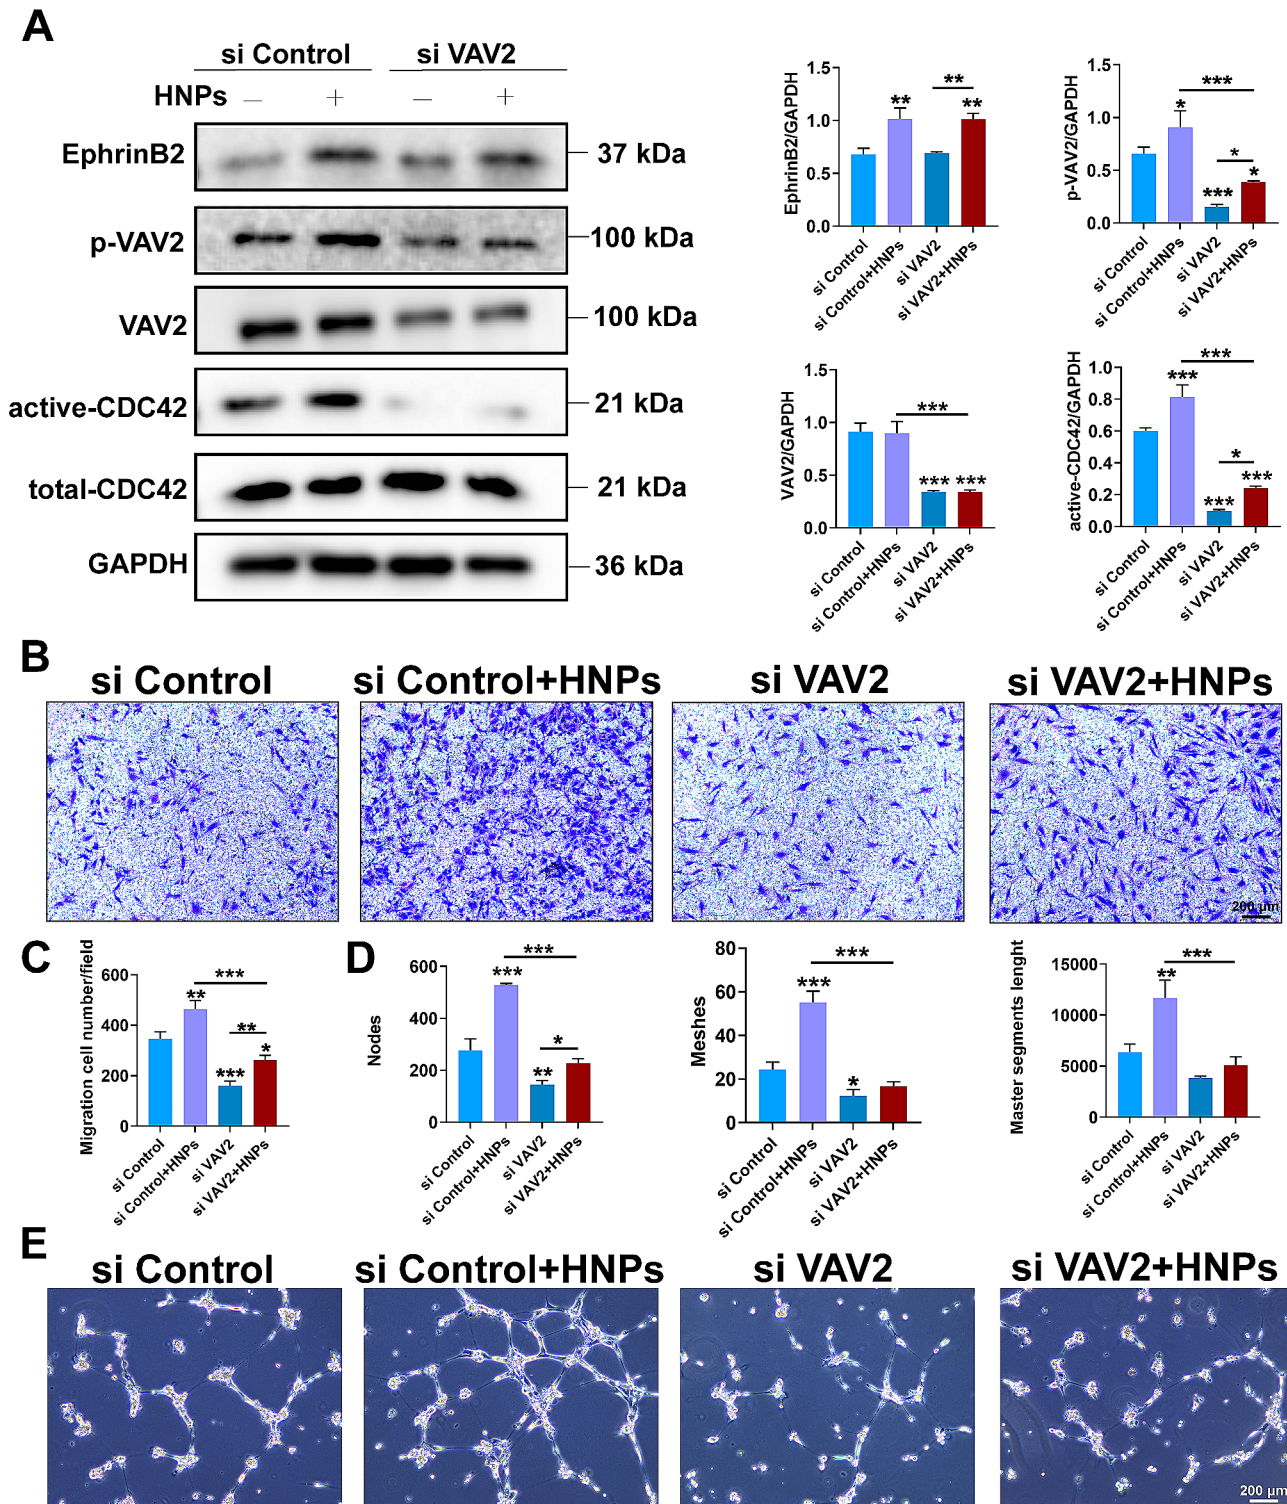 A
si Control si VAV2
HNPs — + — +
EphrinB2 37 kDa
p-VAV2 100 kDa
VAV2 100 kDa
active-CDC42 21 kDa
total-CDC42 21 kDa
GAPDH 36 kDa
EphrinB2/GAPDH
1.5
1.0
0.5
0.0
** ** **
si Control
si Control+HNPs
si VAV2
si VAV2+HNPs
p-VAV2/GAPDH
1.5
1.0
0.5
0.0
***
*
*
*** *
si Control
si Control+HNPs
si VAV2
si VAV2+HNPs
VAV2/GAPDH
1.5
1.0
0.5
0.0
***
*** ***
si Control
si Control+HNPs
si VAV2
si VAV2+HNPs
active-CDC42/GAPDH
1.0
0.8
0.6
0.4
0.2
0.0
***
***
*
*** ***
si Control
si Control+HNPs
si VAV2
si VAV2+HNPs
B
si Control si Control+HNPs si VAV2 si VAV2+HNPs
200 μm
C
Migration cell number/field
600
400
200
0
***
**
**
*** *
si Control
si Control+HNPs
si VAV2
si VAV2+HNPs
D
Nodes
600
400
200
0
***
***
*
**
si Control
si Control+HNPs
si VAV2
si VAV2+HNPs
Meshes
80
60
40
20
0
***
***
*
si Control
si Control+HNPs
si VAV2
si VAV2+HNPs
Master segments lenght
15000
10000
5000
0
***
**
si Control
si Control+HNPs
si VAV2
si VAV2+HNPs
E
si Control si Control+HNPs si VAV2 si VAV2+HNPs
200 μm